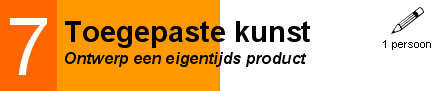 7
Toegepaste kunst
Ontwerp een eigentijds product
1 persoon